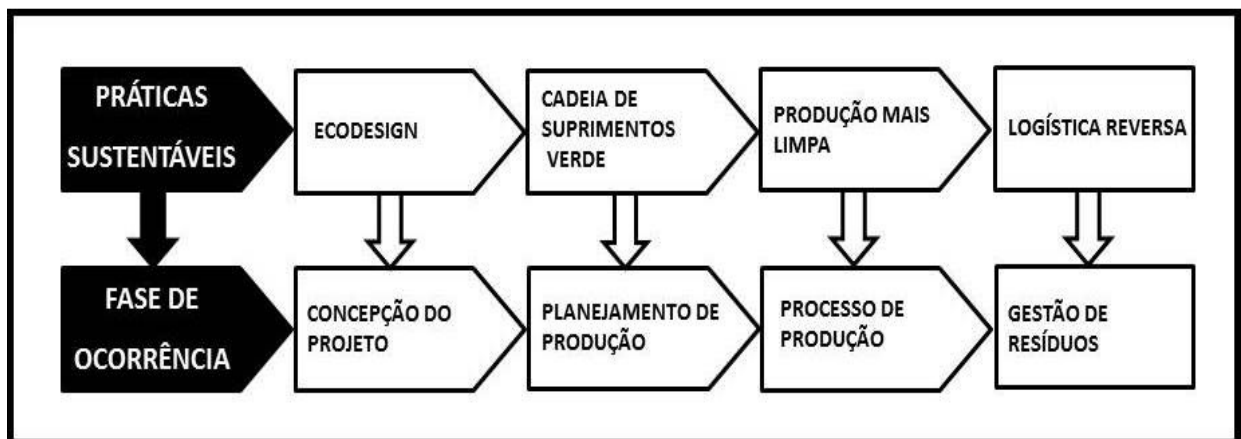 PRÁTICAS
SUSTENTÁVEIS
ECODESIGN
CADEIA DE
SUPRIMENTOS
VERDE
PRODUÇÃO MAIS
LIMPA
LOGÍSTICA REVERSA
FASE DE
OCORRÊNCIA
CONCEPÇÃO DO
PROJETO
PLANEJAMENTO DE
PRODUÇÃO
PROCESSO DE
PRODUÇÃO
GESTÃO DE
RESÍDUOS